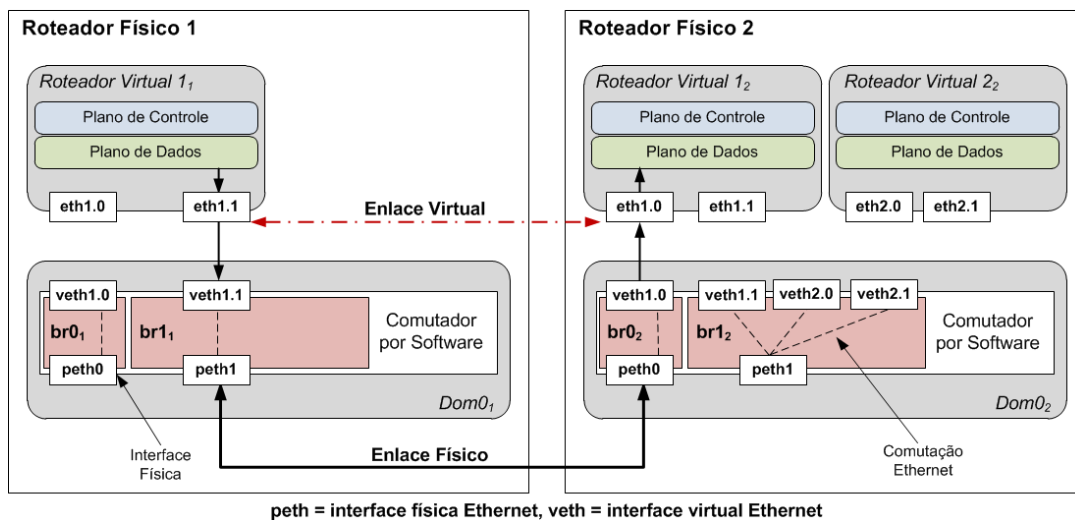 Roteador Físico 1
Roteador Virtual 1₁
Plano de Controle
Plano de Dados
eth1.0
eth1.1
Enlace Virtual
veth1.0
veth1.1
br0₁
br1₁
Comutador
por Software
peth0
peth1
Dom0₁
Interface
Física
Enlace Físico
Roteador Físico 2
Roteador Virtual 1₂
Plano de Controle
Plano de Dados
eth1.0
eth1.1
Roteador Virtual 2₂
Plano de Controle
Plano de Dados
eth2.0
eth2.1
veth1.0
veth1.1
veth2.0
veth2.1
br0₂
br1₂
Comutador
por Software
peth0
peth1
Dom0₂
Comutação
Ethernet
peth = interface física Ethernet, veth = interface virtual Ethernet